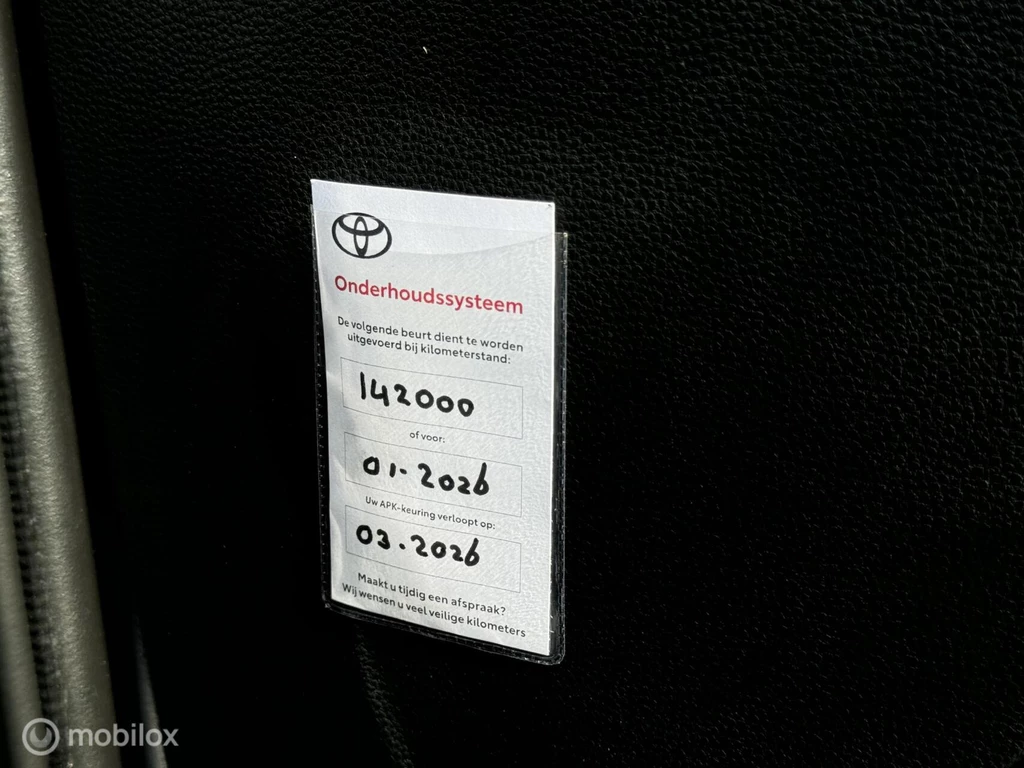 Onderhoudssysteem
De volgende beurt dient te worden
uitgevoerd bij kilometerstand:
142000
of voor:
01-2026
Uw APK-keuring verloopt op:
03.2026
Maakt u tijdig een afspraak?
Wij wensen u veel veilige kilometers
mobilox